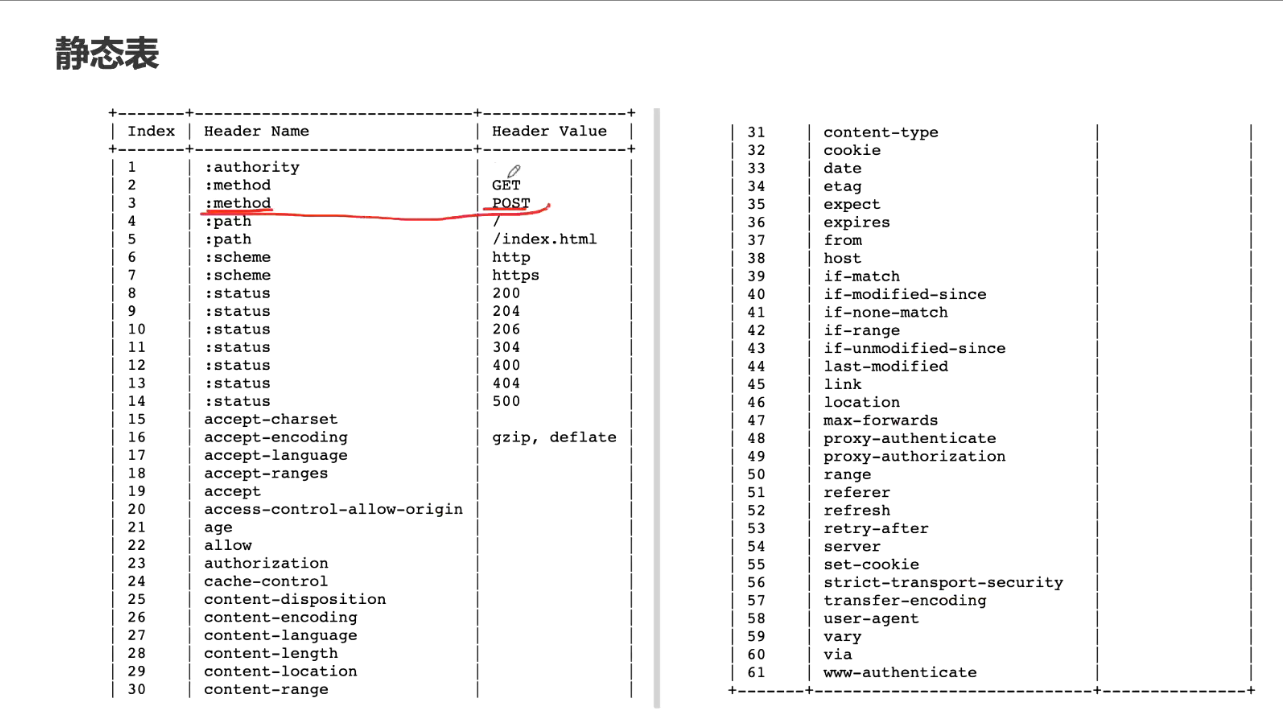 静态表
+-------+-----------------------------+---------------+
| Index | Header Name | Header Value |
+-------+-----------------------------+---------------+
| 1 | :authority | |
| 2 | :method | GET |
| 3 | :method | POST |
| 4 | :path | / |
| 5 | :path | /index.html |
| 6 | :scheme | http |
| 7 | :scheme | https |
| 8 | :status | 200 |
| 9 | :status | 204 |
| 10 | :status | 206 |
| 11 | :status | 304 |
| 12 | :status | 400 |
| 13 | :status | 404 |
| 14 | :status | 500 |
| 15 | accept-charset | |
| 16 | accept-encoding | gzip, deflate |
| 17 | accept-language | |
| 18 | accept-ranges | |
| 19 | accept | |
| 20 | access-control-allow-origin | |
| 21 | age | |
| 22 | allow | |
| 23 | authorization | |
| 24 | cache-control | |
| 25 | content-disposition | |
| 26 | content-encoding | |
| 27 | content-language | |
| 28 | content-length | |
| 29 | content-location | |
| 30 | content-range | |
| 31 | content-type | |
| 32 | cookie | |
| 33 | date | |
| 34 | etag | |
| 35 | expect | |
| 36 | expires | |
| 37 | from | |
| 38 | host | |
| 39 | if-match | |
| 40 | if-modified-since | |
| 41 | if-none-match | |
| 42 | if-range | |
| 43 | if-unmodified-since | |
| 44 | last-modified | |
| 45 | link | |
| 46 | location | |
| 47 | max-forwards | |
| 48 | proxy-authenticate | |
| 49 | proxy-authorization | |
| 50 | range | |
| 51 | referer | |
| 52 | refresh | |
| 53 | retry-after | |
| 54 | server | |
| 55 | set-cookie | |
| 56 | strict-transport-security | |
| 57 | transfer-encoding | |
| 58 | user-agent | |
| 59 | vary | |
| 60 | via | |
| 61 | www-authenticate | |
+-------+-----------------------------+---------------+